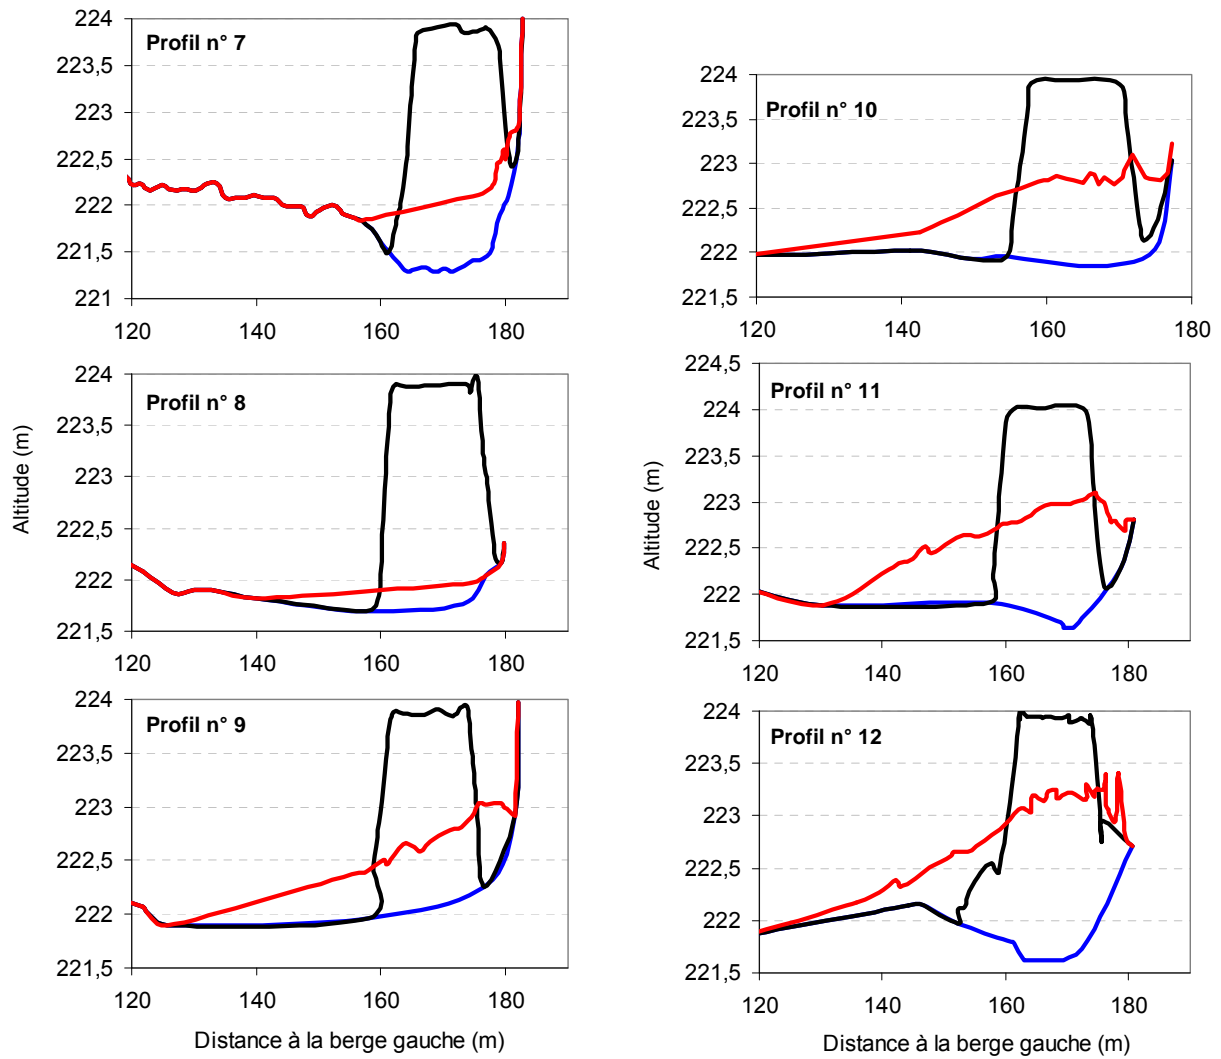 Profil n° 7
224
223,5
223
222,5
222
221,5
221
120 140 160 180
Profil n° 8
224
223,5
223
222,5
222
221,5
120 140 160 180
Altitude (m)
Profil n° 9
224
223,5
223
222,5
222
221,5
120 140 160 180
Distance à la berge gauche (m)
Profil n° 10
224
223,5
223
222,5
222
221,5
120 140 160 180
Profil n° 11
224,5
224
223,5
223
222,5
222
221,5
120 140 160 180
Altitude (m)
Profil n° 12
224
223,5
223
222,5
222
221,5
120 140 160 180
Distance à la berge gauche (m)